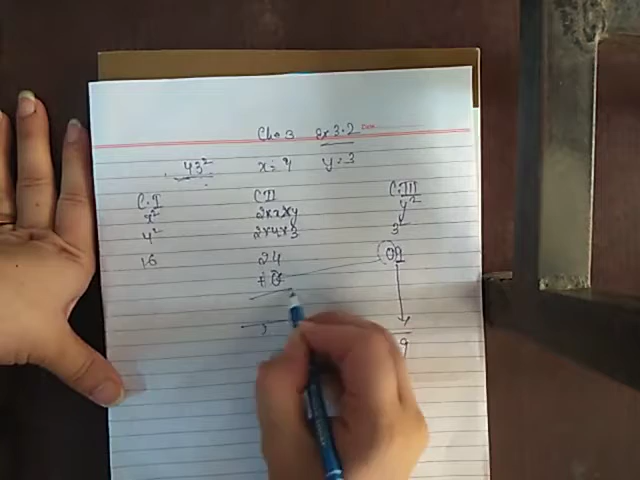 Ch. 3 Ex 3.2
43² x = 4 y = 3
C.I C.II C.III
x² 2×x×y y²
4² 2×4×3 3²
16 24 09
+0
9